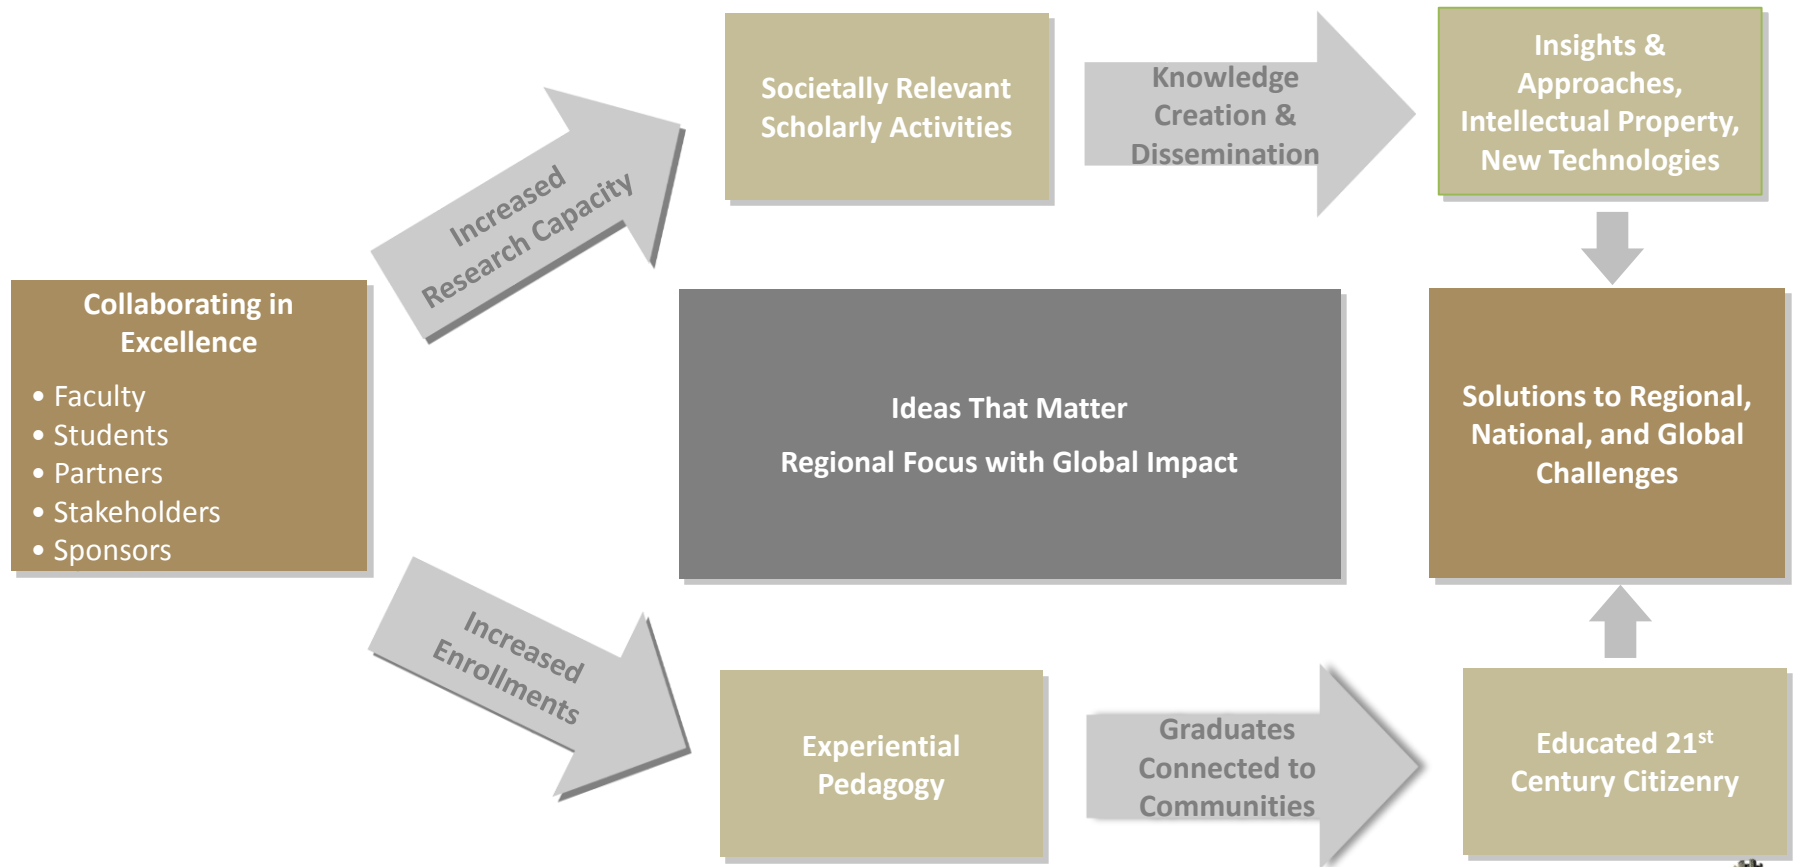 Collaborating in
Excellence
• Faculty
• Students
• Partners
• Stakeholders
• Sponsors
Increased
Research Capacity
Societally Relevant
Scholarly Activities
Knowledge
Creation &
Dissemination
Insights &
Approaches,
Intellectual Property,
New Technologies
Ideas That Matter
Regional Focus with Global Impact
Solutions to Regional,
National, and Global
Challenges
Increased
Enrollments
Experiential
Pedagogy
Graduates
Connected to
Communities
Educated 21st
Century Citizenry